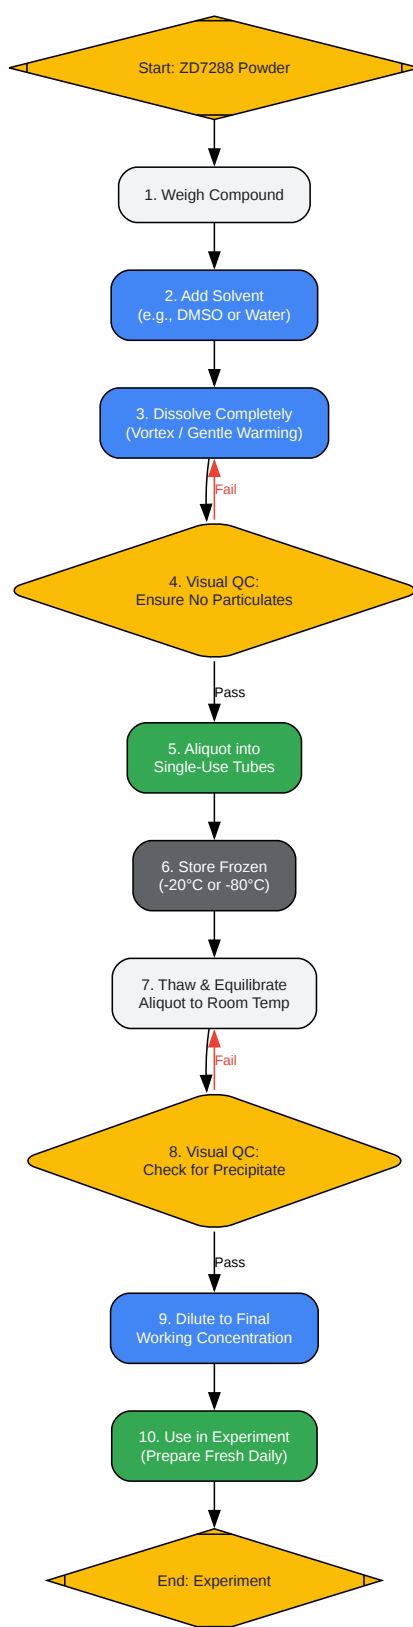 Start: ZD7288 Powder
1. Weigh Compound
2. Add Solvent
(e.g., DMSO or Water)
3. Dissolve Completely
(Vortex / Gentle Warming)
Fail
4. Visual QC:
Ensure No Particulates
Pass
5. Aliquot into
Single-Use Tubes
6. Store Frozen
(-20°C or -80°C)
7. Thaw & Equilibrate
Aliquot to Room Temp
Fail
8. Visual QC:
Check for Precipitate
Pass
9. Dilute to Final
Working Concentration
10. Use in Experiment
(Prepare Fresh Daily)
End: Experiment